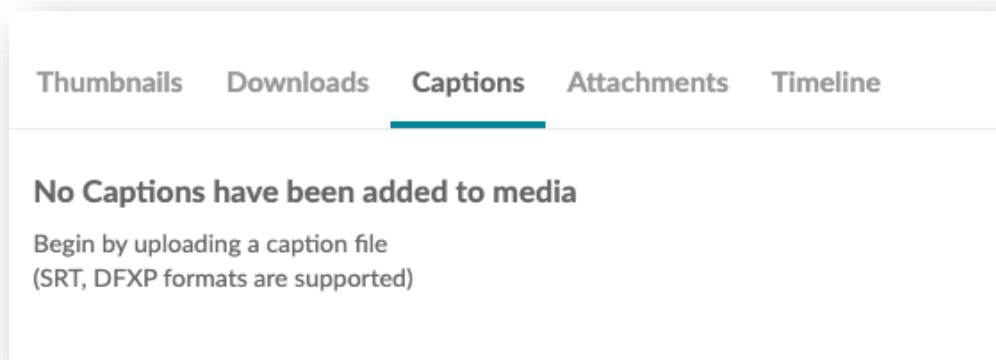 Thumbnails Downloads Captions Attachments Timeline
No Captions have been added to media
Begin by uploading a caption file
(SRT, DFXP formats are supported)